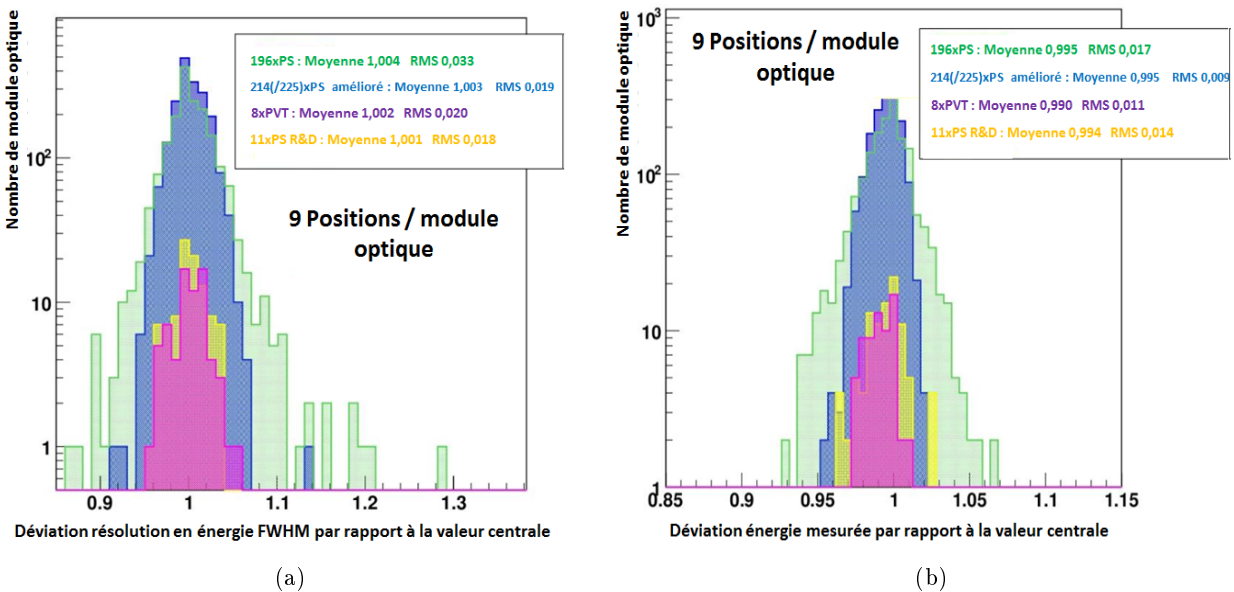 Nombre de module optique
10²
10
1
196xPS : Moyenne 1,004 RMS 0,033
214(/225)xPS amélioré : Moyenne 1,003 RMS 0,019
8xPVT : Moyenne 1,002 RMS 0,020
11xPS R&D : Moyenne 1,001 RMS 0,018
9 Positions / module
optique
0.9 1 1.1 1.2 1.3
Déviation résolution en énergie FWHM par rapport à la valeur centrale
(a)
Nombre de module optique
10³
10²
10
1
9 Positions / module
optique
196xPS : Moyenne 0,995 RMS 0,017
214(/225)xPS amélioré : Moyenne 0,995 RMS 0,009
8xPVT : Moyenne 0,990 RMS 0,011
11xPS R&D : Moyenne 0,994 RMS 0,014
0.85 0.9 0.95 1 1.05 1.1 1.15
Déviation énergie mesurée par rapport à la valeur centrale
(b)